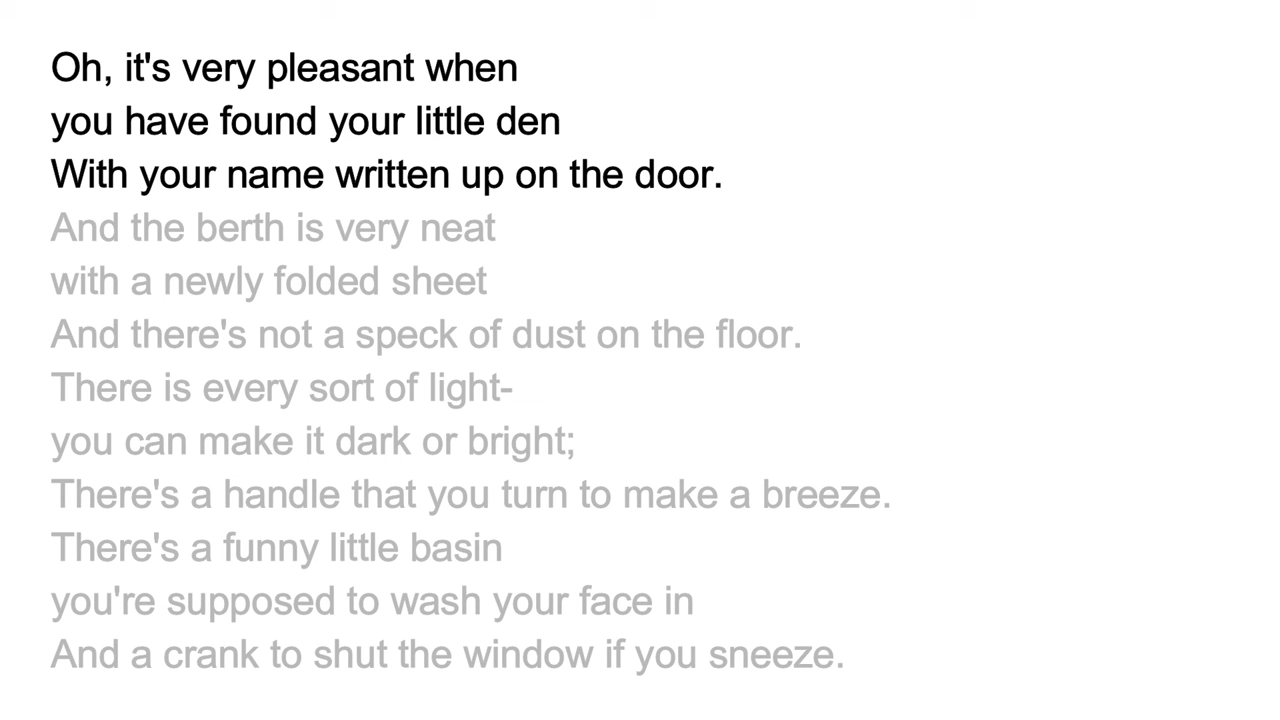 Oh, it's very pleasant when
you have found your little den
With your name written up on the door.
And the berth is very neat
with a newly folded sheet
And there's not a speck of dust on the floor.
There is every sort of light-
you can make it dark or bright;
There's a handle that you turn to make a breeze.
There's a funny little basin
you're supposed to wash your face in
And a crank to shut the window if you sneeze.